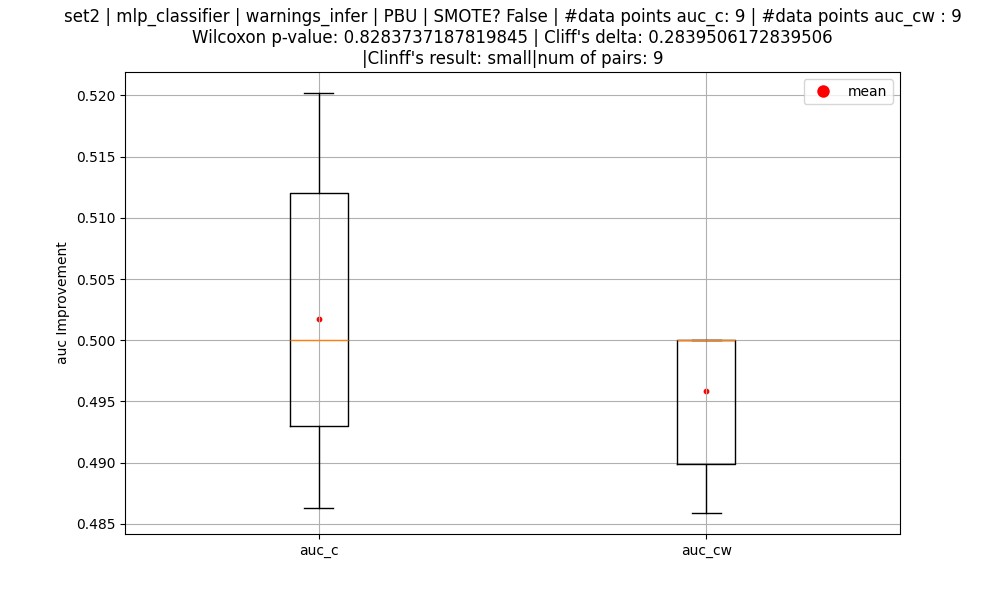 set2 | mlp_classifier | warnings_infer | PBU | SMOTE? False | #data points auc_c: 9 | #data points auc_cw : 9
Wilcoxon p-value: 0.8283737187819845 | Cliff's delta: 0.2839506172839506
|Clinff's result: small|num of pairs: 9
mean
0.520
0.515
0.510
0.505
0.500
0.495
0.490
0.485
auc Improvement
auc_c
auc_cw